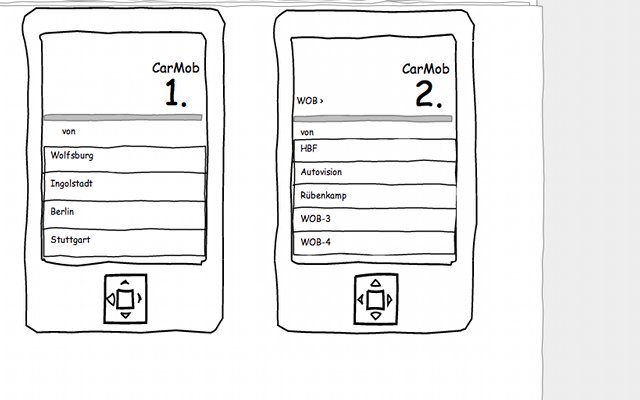 CarMob
1.
von
Wolfsburg
Ingolstadt
Berlin
Stuttgart
CarMob
2.
WOB ›
von
HBF
Autovision
Rübenkamp
WOB-3
WOB-4